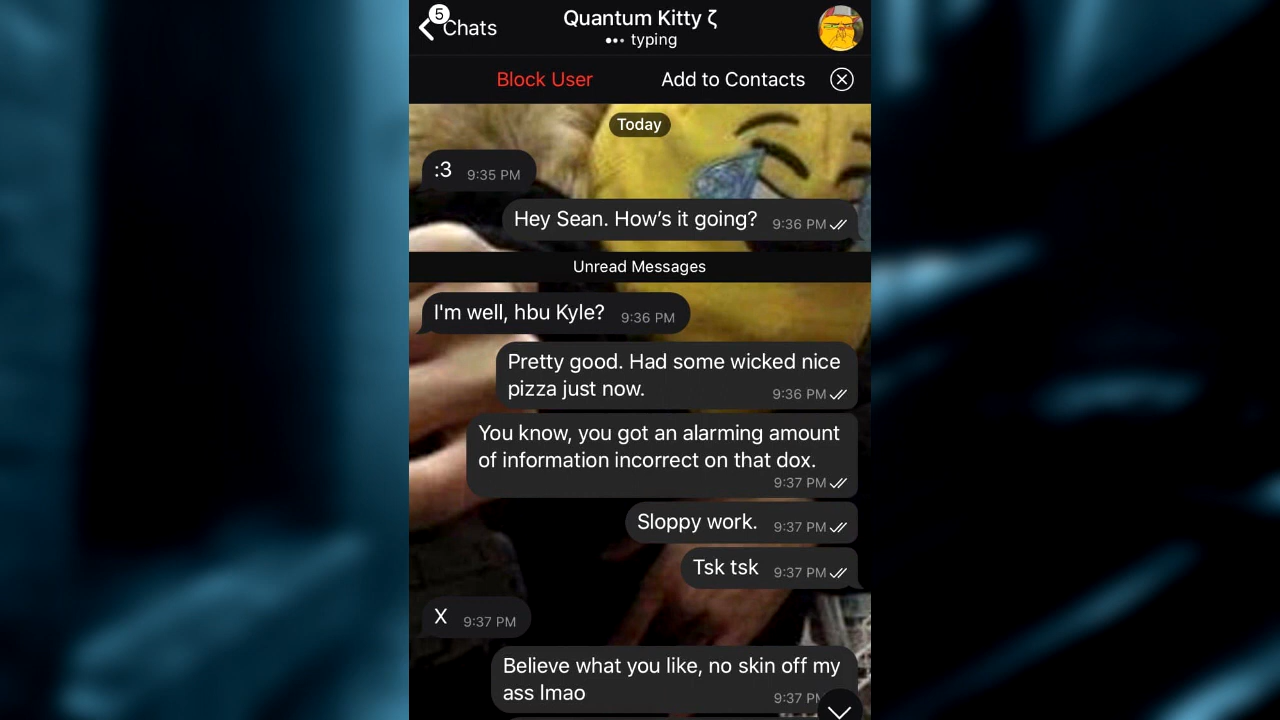 5
Chats
Quantum Kitty ζ
••• typing
Block User
Add to Contacts
Today
:3 9:35 PM
Hey Sean. How’s it going? 9:36 PM
Unread Messages
I'm well, hbu Kyle? 9:36 PM
Pretty good. Had some wicked nice
pizza just now. 9:36 PM
You know, you got an alarming amount
of information incorrect on that dox.
9:37 PM
Sloppy work. 9:37 PM
Tsk tsk 9:37 PM
X 9:37 PM
Believe what you like, no skin off my
ass lmao 9:37 PM